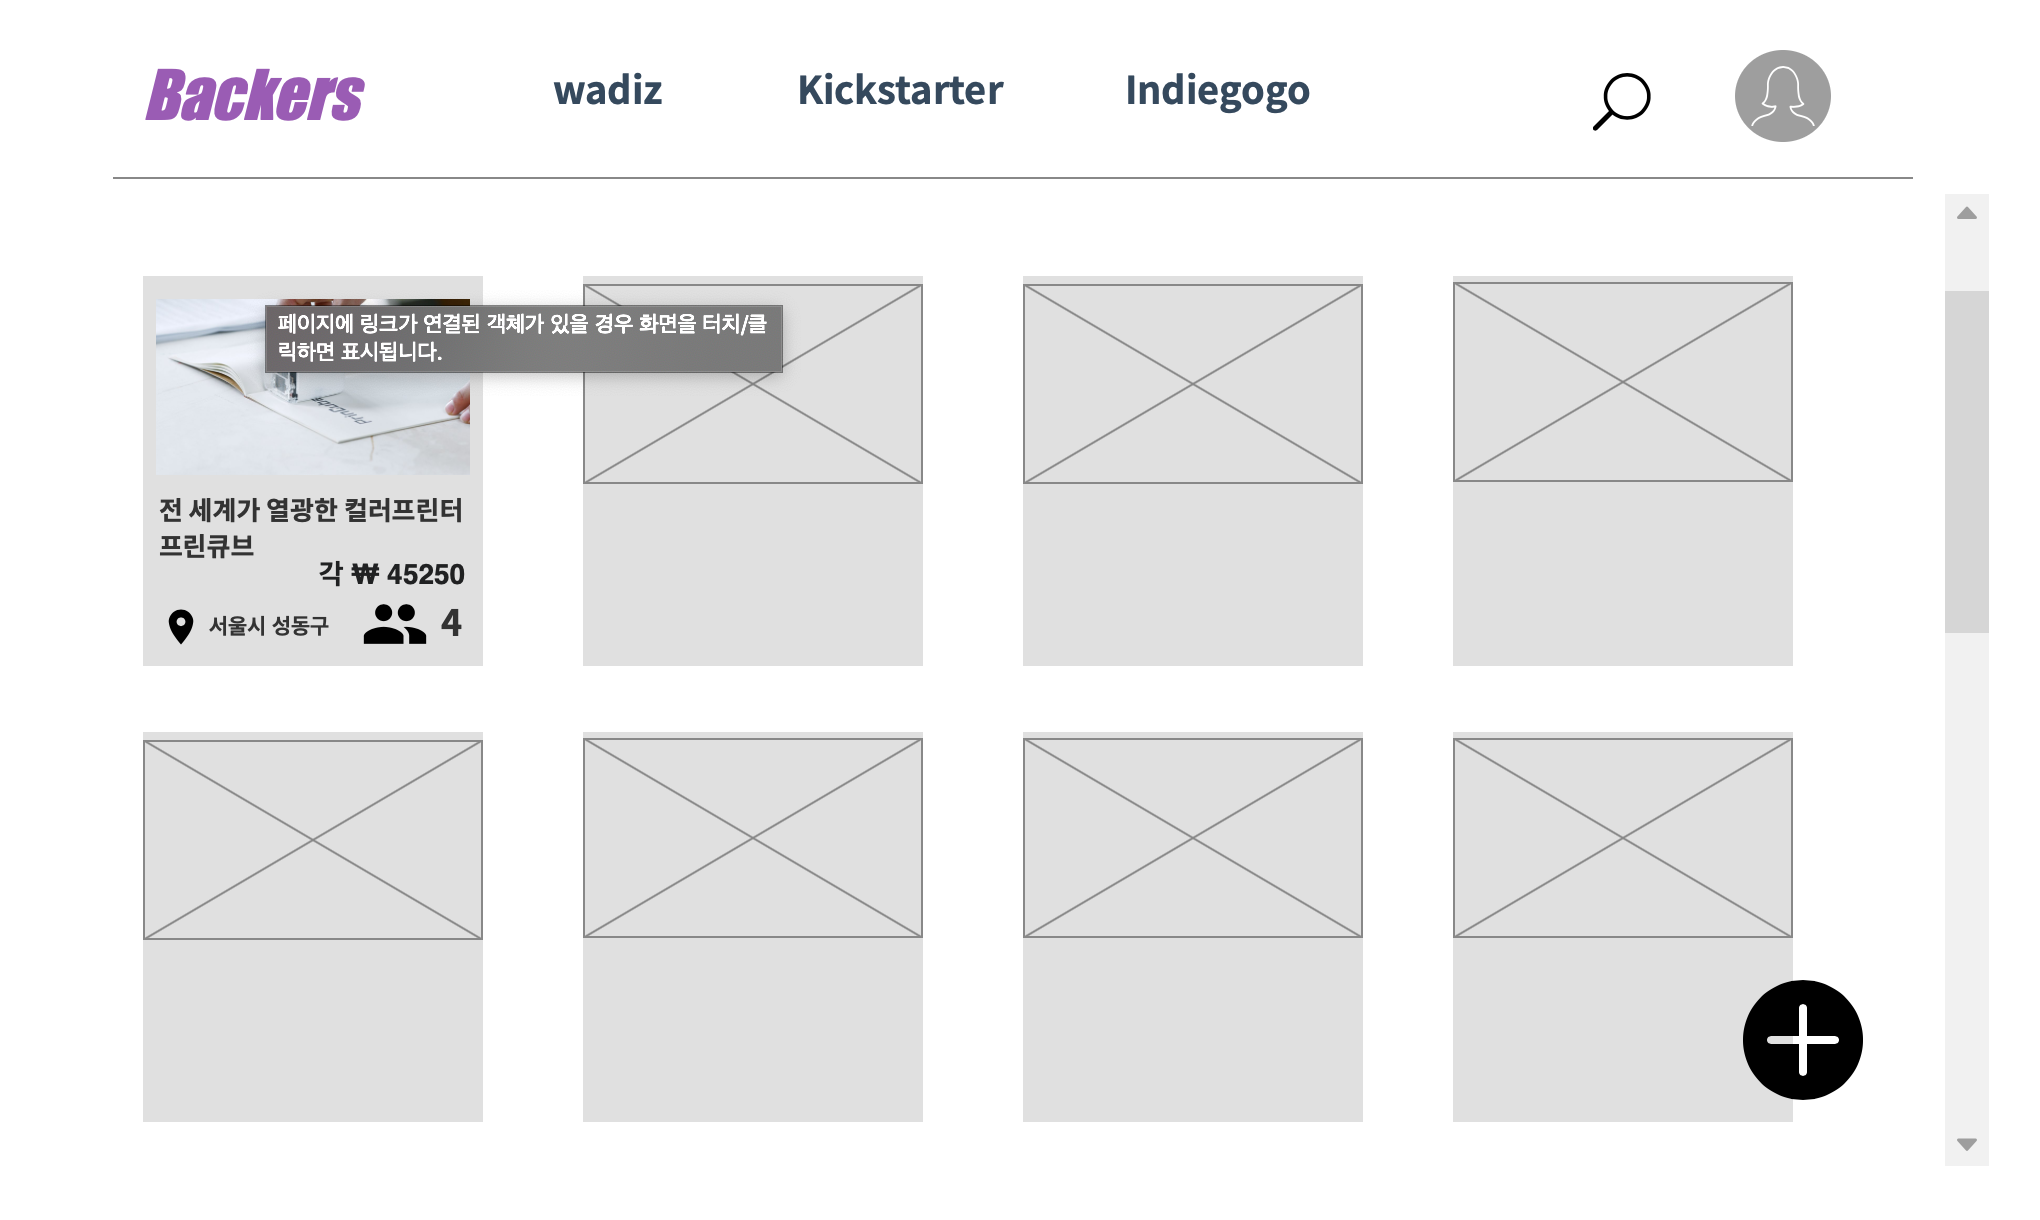 Backers
wadiz
Kickstarter
Indiegogo
페이지에 링크가 연결된 객체가 있을 경우 화면을 터치/클
릭하면 표시됩니다.
PrinCube
전 세계가 열광한 컬러프린터
프린큐브
각 ₩ 45250
서울시 성동구
4